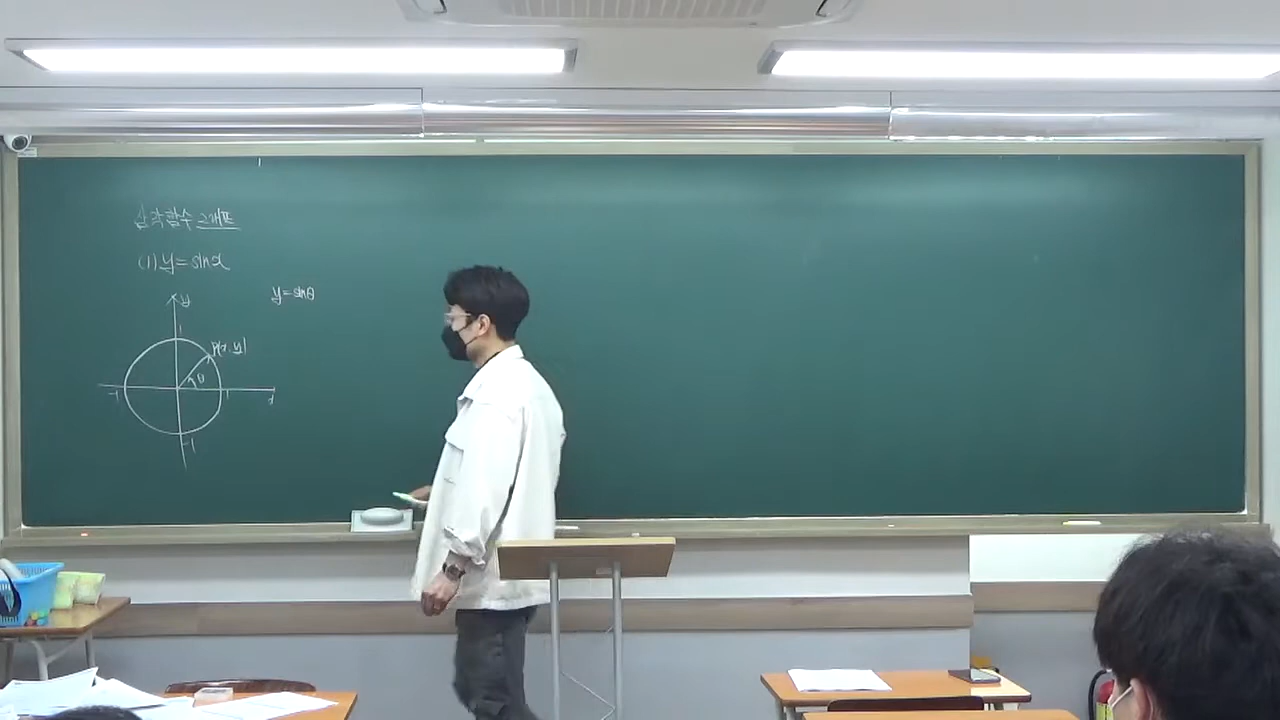 삼각함수 그래프
(1) y=sinx
y=sinθ
y
1
P(x, y)
θ
-1
1
x
-1